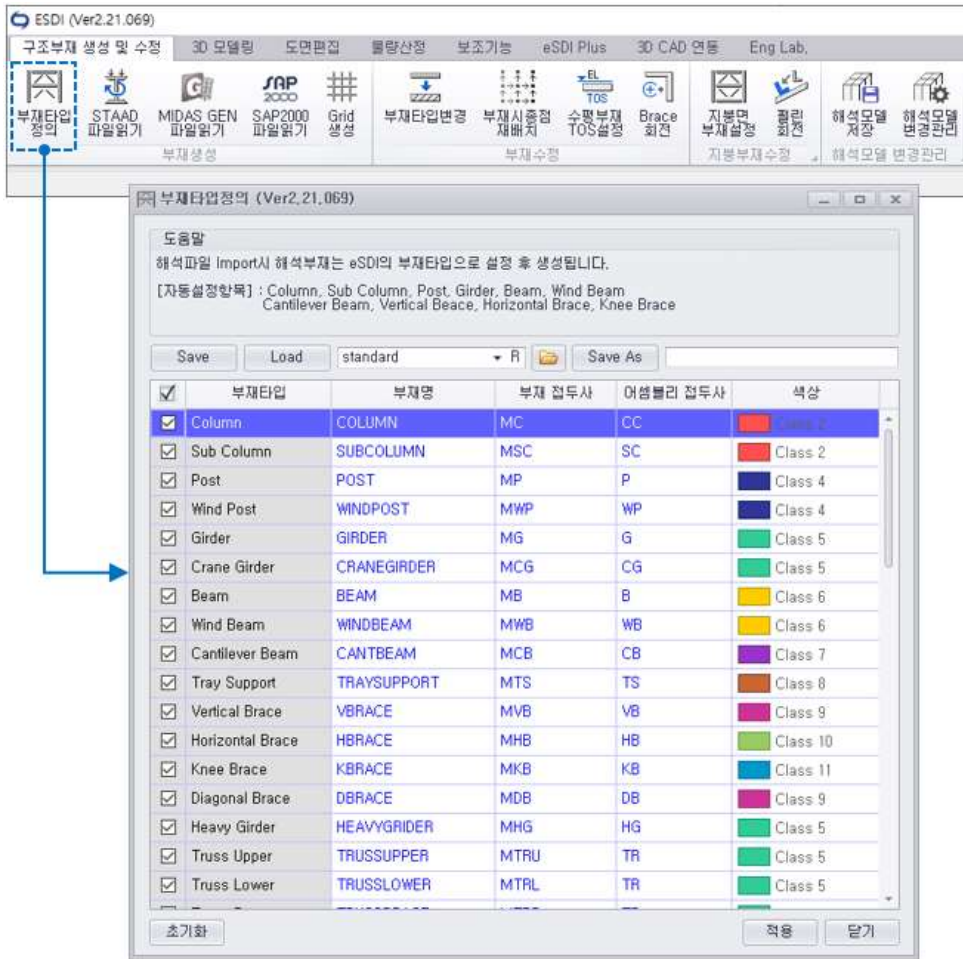 ESDI (Ver2.21.069)
구조부재 생성 및 수정 3D 모델링 도면편집 물량산정 보조기능 eSDI Plus 3D CAD 연동 Eng Lab.
부재타입 정의 STAAD 파일읽기 MIDAS GEN 파일읽기 SAP2000 파일읽기 Grid 생성 부재타입변경 부재시종점 재배치 수평부재 TOS설정 Brace 회전 지붕면 부재설정 펄린 회전 해석모델 저장 해석모델 변경관리
부재생성 부재수정 지붕부재수정 해석모델 변경관리
부재타입정의 (Ver2.21.069)
도움말
해석파일 Import시 해석부재는 eSDI의 부재타입으로 설정 후 생성됩니다.
[자동설정항목] : Column, Sub Column, Post, Girder, Beam, Wind Beam
Cantilever Beam, Vertical Beace, Horizontal Brace, Knee Brace
Save Load standard R Save As
부재타입 부재명 부재 접두사 어셈블리 접두사 색상
Column COLUMN MC CC Class 2
Sub Column SUBCOLUMN MSC SC Class 2
Post POST MP P Class 4
Wind Post WINDPOST MWP WP Class 4
Girder GIRDER MG G Class 5
Crane Girder CRANEGIRDER MCG CG Class 5
Beam BEAM MB B Class 6
Wind Beam WINDBEAM MWB WB Class 6
Cantilever Beam CANTBEAM MCB CB Class 7
Tray Support TRAYSUPPORT MTS TS Class 8
Vertical Brace VBRACE MVB VB Class 9
Horizontal Brace HBRACE MHB HB Class 10
Knee Brace KBRACE MKB KB Class 11
Diagonal Brace DBRACE MDB DB Class 9
Heavy Girder HEAVYGRIDER MHG HG Class 5
Truss Upper TRUSSUPPER MTRU TR Class 5
Truss Lower TRUSSLOWER MTRL TR Class 5
초기화 적용 닫기